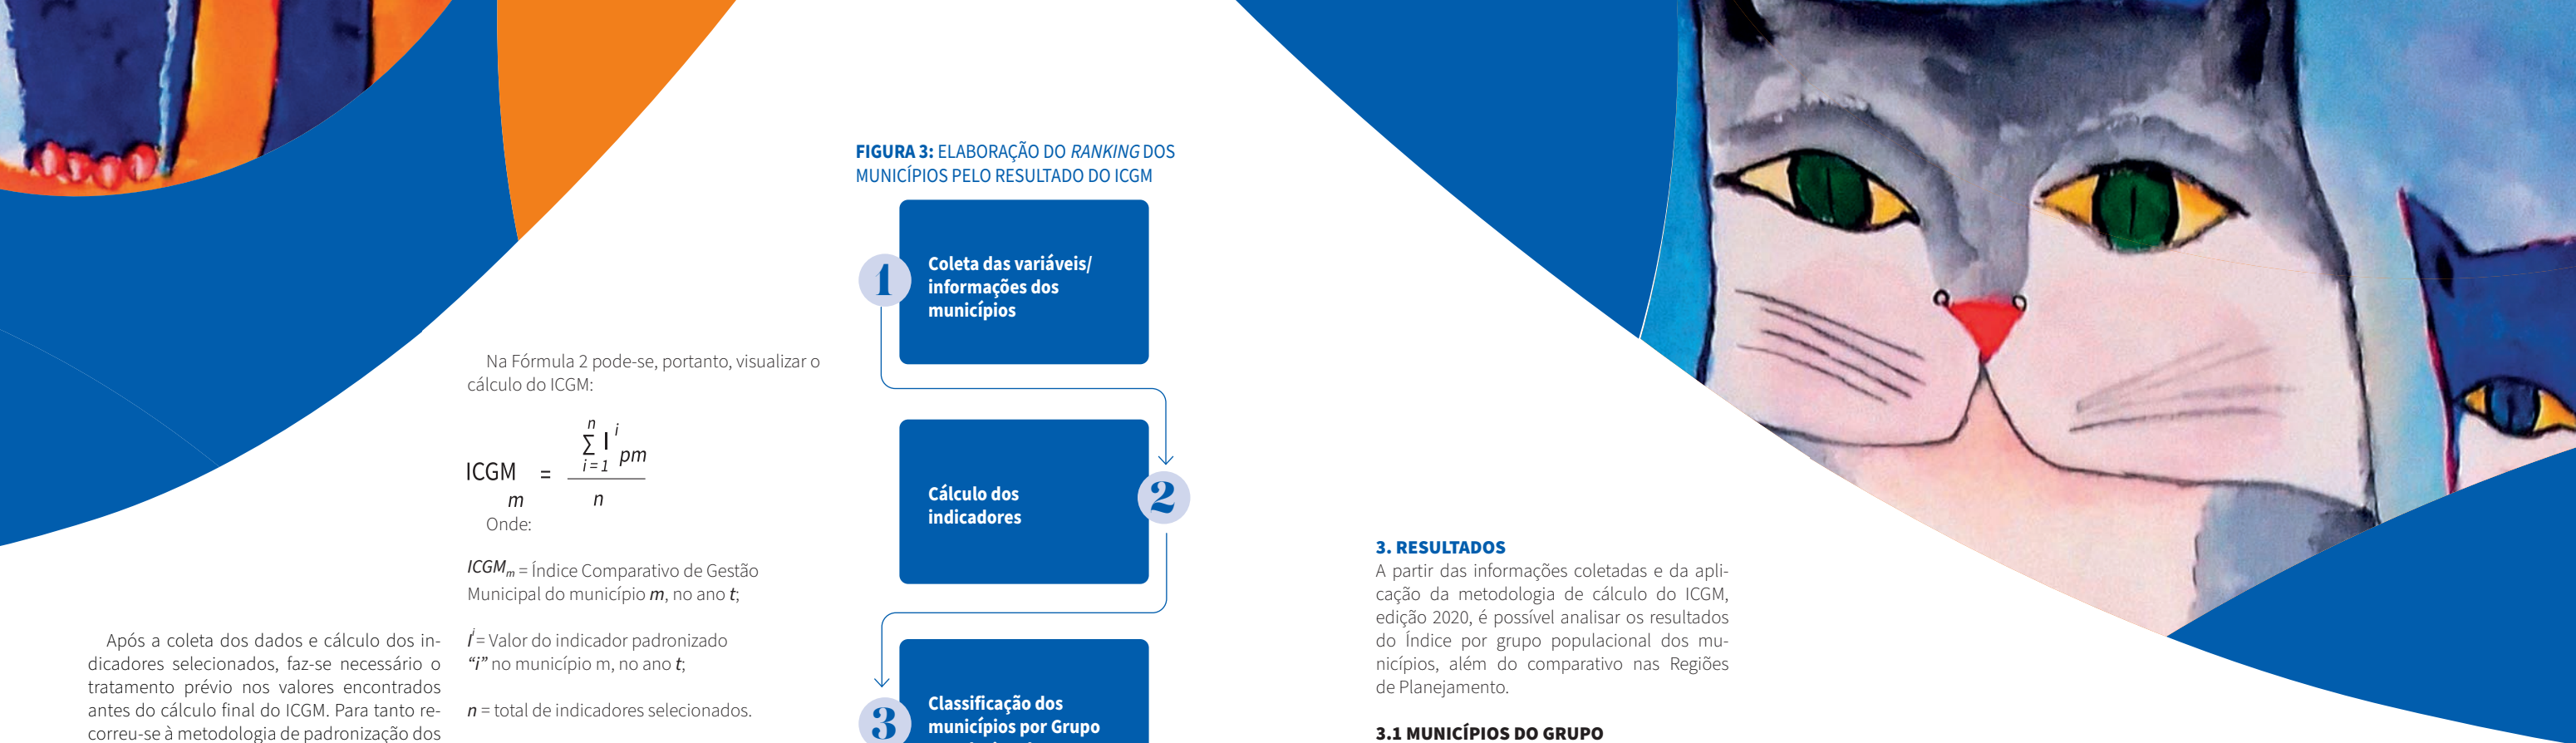 Após a coleta dos dados e cálculo dos in-
dicadores selecionados, faz-se necessário o
tratamento prévio nos valores encontrados
antes do cálculo final do ICGM. Para tanto re-
correu-se à metodologia de padronização dos
Na Fórmula 2 pode-se, portanto, visualizar o
cálculo do ICGM:
n
∑ I i
i = 1 pm
ICGM =
m n
Onde:
ICGMm = Índice Comparativo de Gestão
Municipal do município m, no ano t;
Ii = Valor do indicador padronizado
“i” no município m, no ano t;
n = total de indicadores selecionados.
FIGURA 3: ELABORAÇÃO DO RANKING DOS
MUNICÍPIOS PELO RESULTADO DO ICGM
1
Coleta das variáveis/
informações dos
municípios
Cálculo dos
indicadores
2
3
Classificação dos
municípios por Grupo
3. RESULTADOS
A partir das informações coletadas e da apli-
cação da metodologia de cálculo do ICGM,
edição 2020, é possível analisar os resultados
do Índice por grupo populacional dos mu-
nicípios, além do comparativo nas Regiões
de Planejamento.
3.1 MUNICÍPIOS DO GRUPO